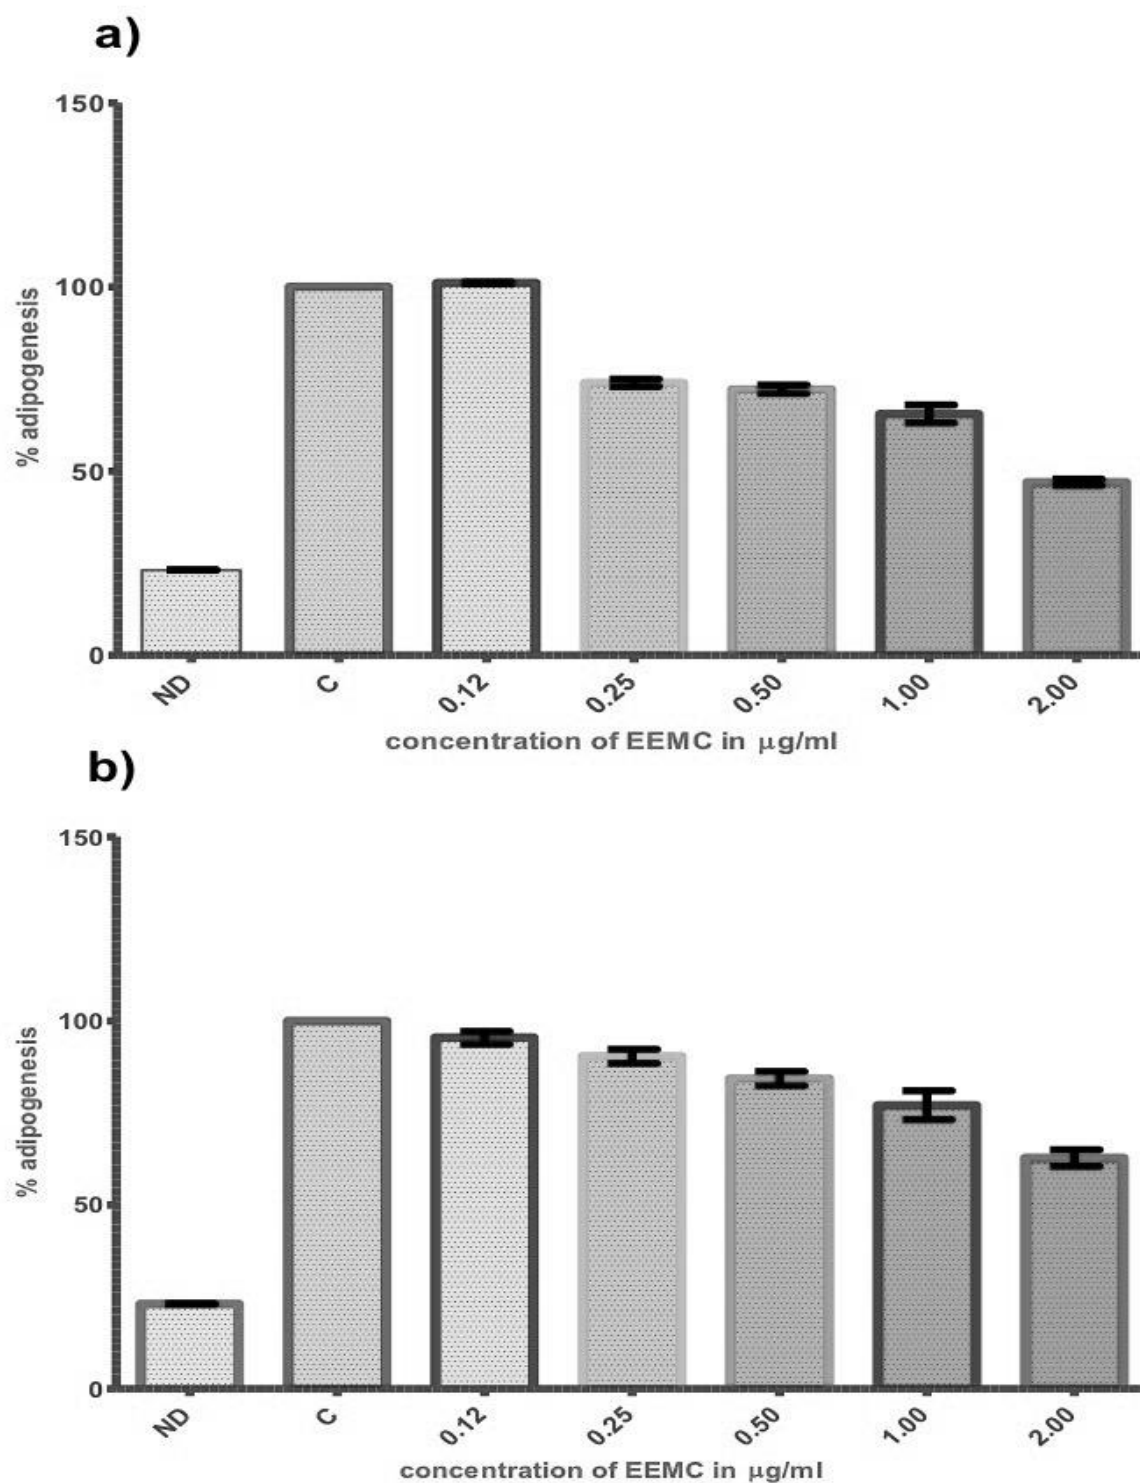 a)
150
100
50
0
% adipogenesis
ND
C
0.12
0.25
0.50
1.00
2.00
concentration of EEMC in μg/ml
b)
150
100
50
0
% adipogenesis
ND
C
0.12
0.25
0.50
1.00
2.00
concentration of EEMC in μg/ml